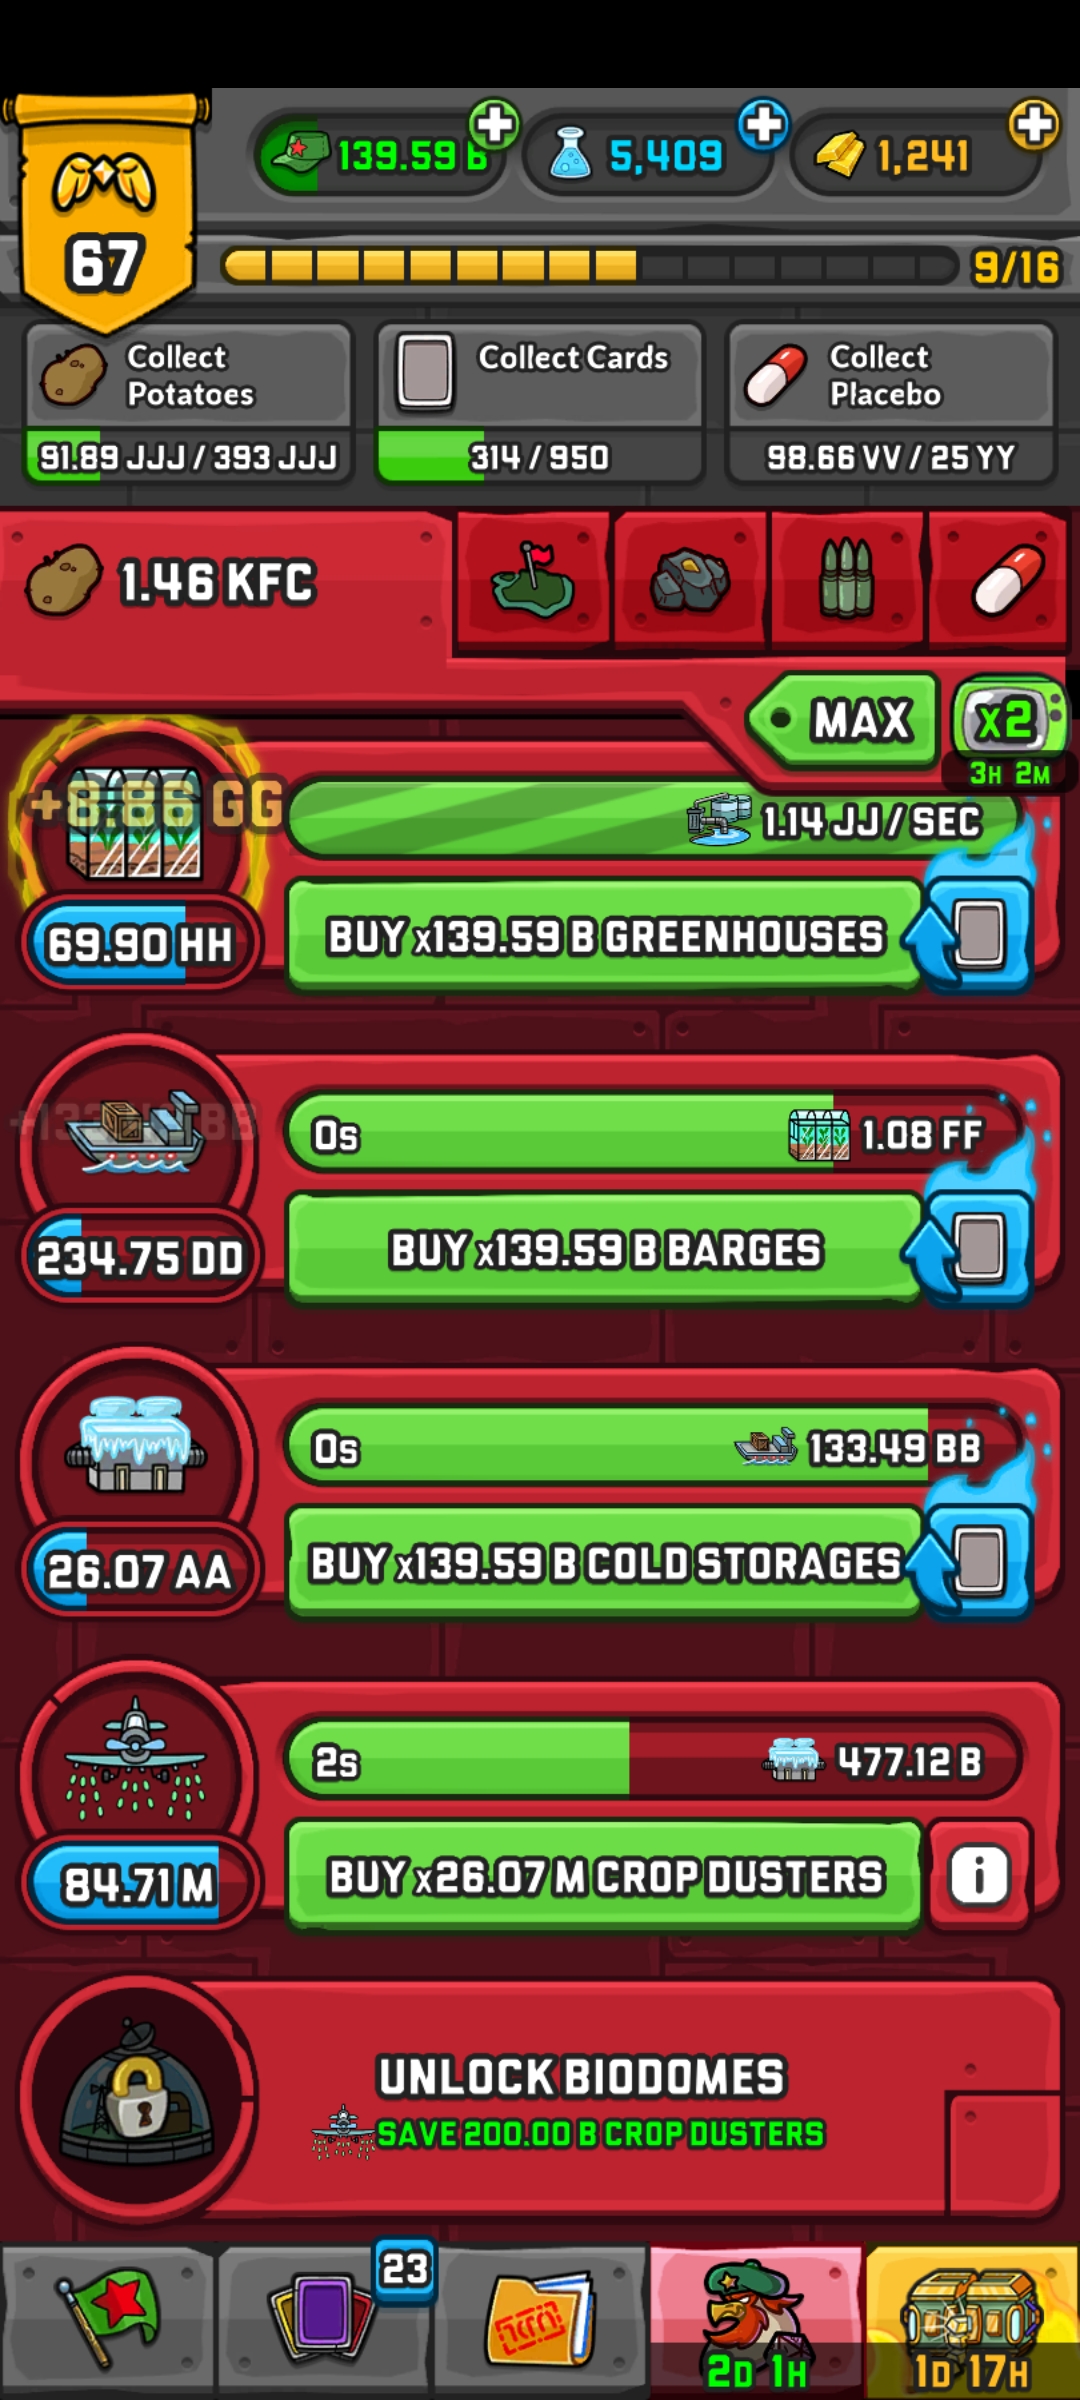 139.59 B
5,409
1,241
67
9/16
Collect
Potatoes
91.89 JJJ / 393 JJJ
Collect Cards
314 / 950
Collect
Placebo
98.66 VV / 25 YY
1.46 KFC
MAX
x2
3H 2M
+8.86 GG
1.14 JJ / SEC
69.90 HH
BUY x139.59 B GREENHOUSES
0s
1.08 FF
234.75 DD
BUY x139.59 B BARGES
0s
133.49 BB
26.07 AA
BUY x139.59 B COLD STORAGES
2s
477.12 B
84.71 M
BUY x26.07 M CROP DUSTERS
i
UNLOCK BIODOMES
SAVE 200.00 B CROP DUSTERS
23
2D 1H
1D 17H